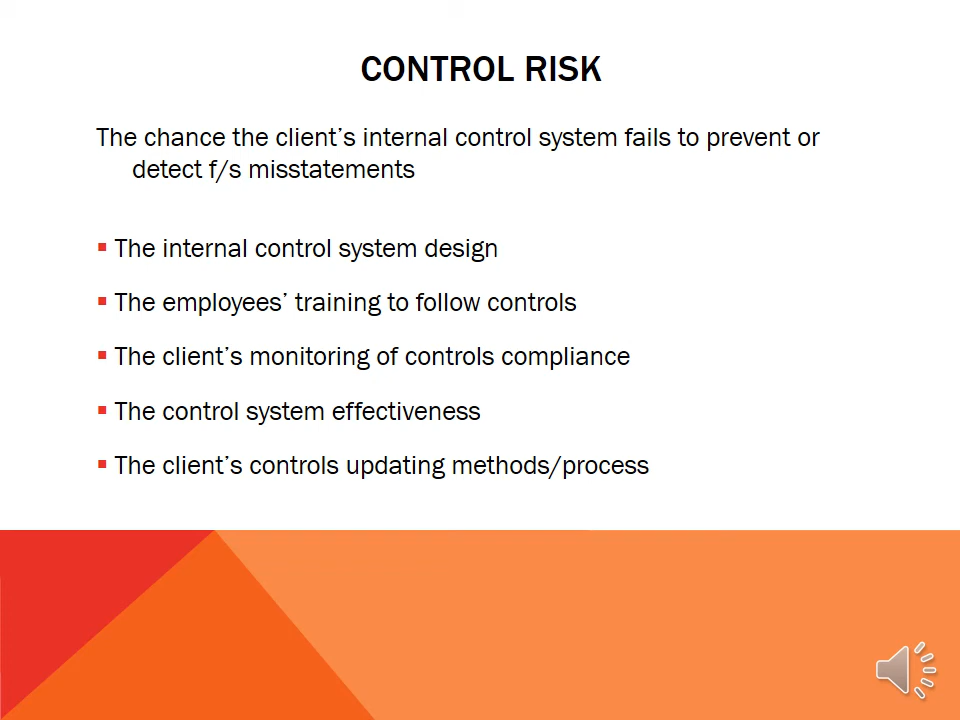 CONTROL RISK
The chance the client’s internal control system fails to prevent or
detect f/s misstatements
▪ The internal control system design
▪ The employees’ training to follow controls
▪ The client’s monitoring of controls compliance
▪ The control system effectiveness
▪ The client’s controls updating methods/process